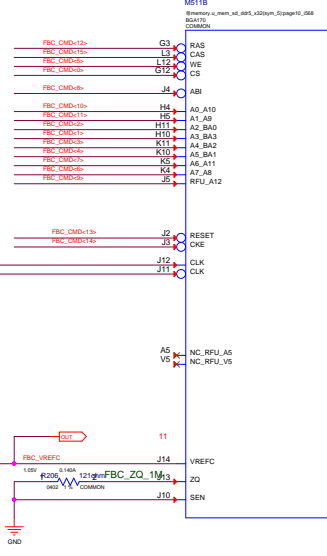 M511B
@memory.u_mem_sd_ddr5_x32(sym_5):page10_i568
BGA170
COMMON
FBC_CMD<12> G3 RAS
FBC_CMD<15> L3 CAS
FBC_CMD<5> L12 WE
FBC_CMD<0> G12 CS
FBC_CMD<8> J4 ABI
FBC_CMD<10> H4 A0_A10
FBC_CMD<11> H5 A1_A9
FBC_CMD<2> H11 A2_BA0
FBC_CMD<1> H10 A3_BA3
FBC_CMD<3> K11 A4_BA2
FBC_CMD<4> K10 A5_BA1
FBC_CMD<7> K5 A6_A11
FBC_CMD<6> K4 A7_A8
FBC_CMD<9> J5 RFU_A12
FBC_CMD<13> J2 RESET
FBC_CMD<14> J3 CKE
J12 CLK
J11 CLK
A5 NC_RFU_A5
V5 NC_RFU_V5
OUT 11
FBC_VREFC J14 VREFC
1.05V 0.140A
R206 121ohm FBC_ZQ_1M J13 ZQ
0402 1 % COMMON
J10 SEN
GND